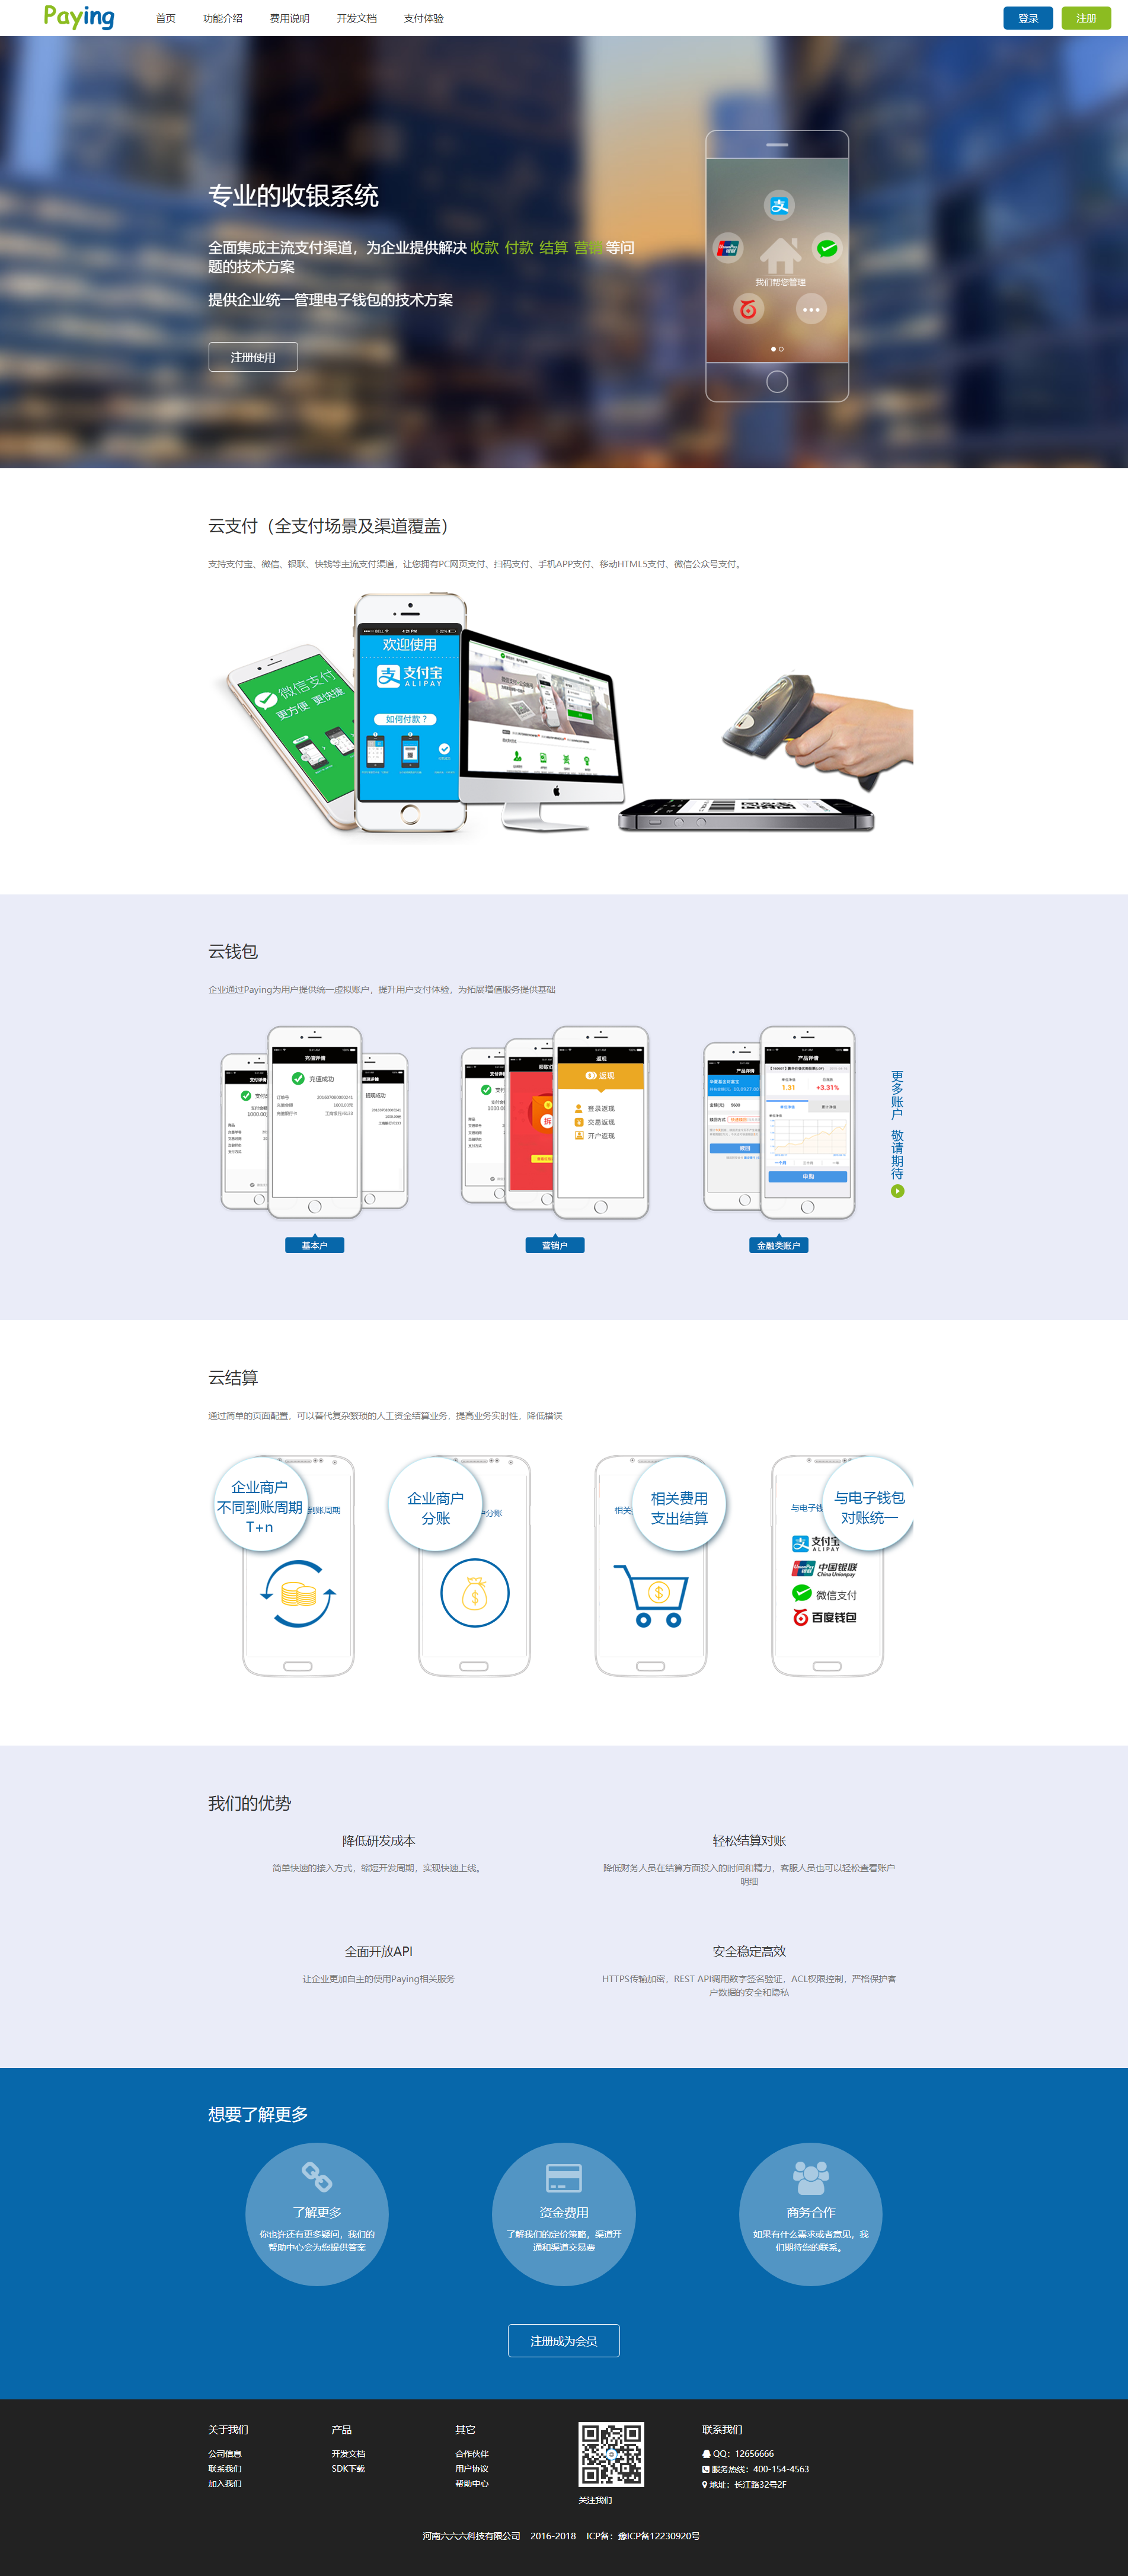 Paying 首页 功能介绍 费用说明 开发文档 支付体验 登录 注册
专业的收银系统
全面集成主流支付渠道，为企业提供解决 收款 付款 结算 营销 等问
题的技术方案
提供企业统一管理电子钱包的技术方案
注册使用
我们帮您管理
云支付（全支付场景及渠道覆盖）
支持支付宝、微信、银联、快钱等主流支付渠道，让您拥有PC网页支付、扫码支付、手机APP支付、移动HTML5支付、微信公众号支付。
微信支付
更方便 更快捷
欢迎使用
支付宝
ALIPAY
如何付款？
云钱包
企业通过Paying为用户提供统一虚拟账户，提升用户支付体验，为拓展增值服务提供基础
充值详情
充值成功
提现成功
返现
返现
登录返现
交易返现
开户返现
拆
产品详情
1.31
+3.31%
申购
更多账户 敬请期待
基本户
营销户
金融类账户
云结算
通过简单的页面配置，可以替代复杂繁琐的人工资金结算业务，提高业务实时性，降低错误
企业商户
不同到账周期
T+n
到账周期
企业商户
分账
户分账
相关费用
支出结算
相关
与电子钱包
对账统一
与电子钱
支付宝
ALIPAY
中国银联
China Unionpay
微信支付
百度钱包
我们的优势
降低研发成本
简单快速的接入方式，缩短开发周期，实现快速上线。
轻松结算对账
降低财务人员在结算方面投入的时间和精力，客服人员也可以轻松查看账户
明细
全面开放API
让企业更加自主的使用Paying相关服务
安全稳定高效
HTTPS传输加密，REST API调用数字签名验证，ACL权限控制，严格保护客
户数据的安全和隐私
想要了解更多
了解更多
你也许还有更多疑问，我们的
帮助中心会为您提供答案
资金费用
了解我们的定价策略，渠道开
通和渠道交易费
商务合作
如果有什么需求或者意见，我
们期待您的联系。
注册成为会员
关于我们
公司信息
联系我们
加入我们
产品
开发文档
SDK下载
其它
合作伙伴
用户协议
帮助中心
关注我们
联系我们
QQ：12656666
服务热线：400-154-4563
地址：长江路32号2F
河南六六六科技有限公司 2016-2018 ICP备：豫ICP备12230920号